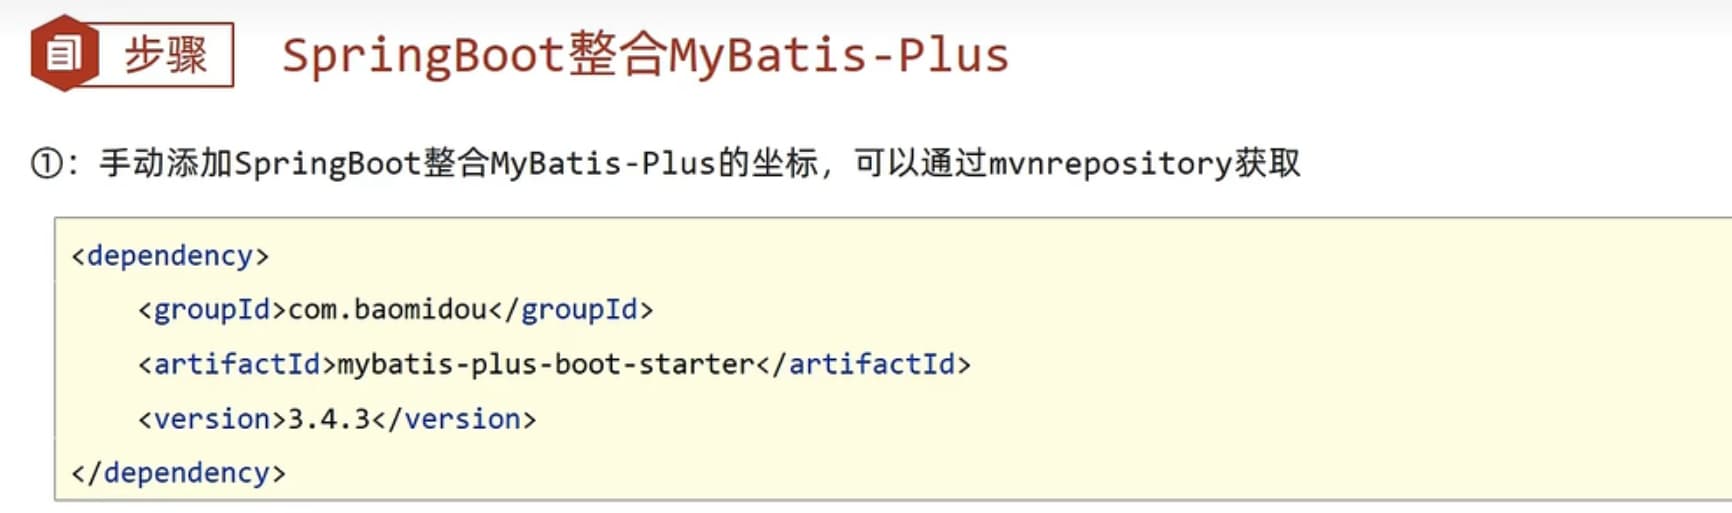 步骤
SpringBoot整合MyBatis-Plus
①：手动添加SpringBoot整合MyBatis-Plus的坐标，可以通过mvnrepository获取
<dependency>
    <groupId>com.baomidou</groupId>
    <artifactId>mybatis-plus-boot-starter</artifactId>
    <version>3.4.3</version>
</dependency>